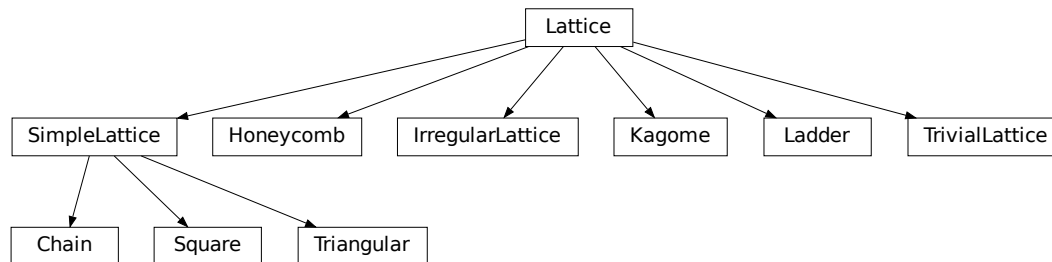 Lattice
SimpleLattice
Honeycomb
IrregularLattice
Kagome
Ladder
TrivialLattice
Chain
Square
Triangular